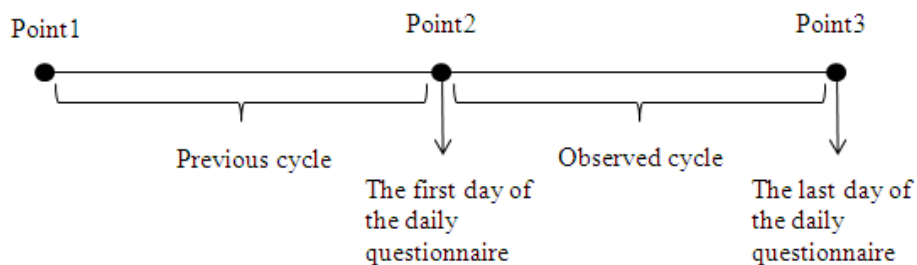 Point1
Point2
Point3
Previous cycle
Observed cycle
The first day of
the daily
questionnaire
The last day of
the daily
questionnaire